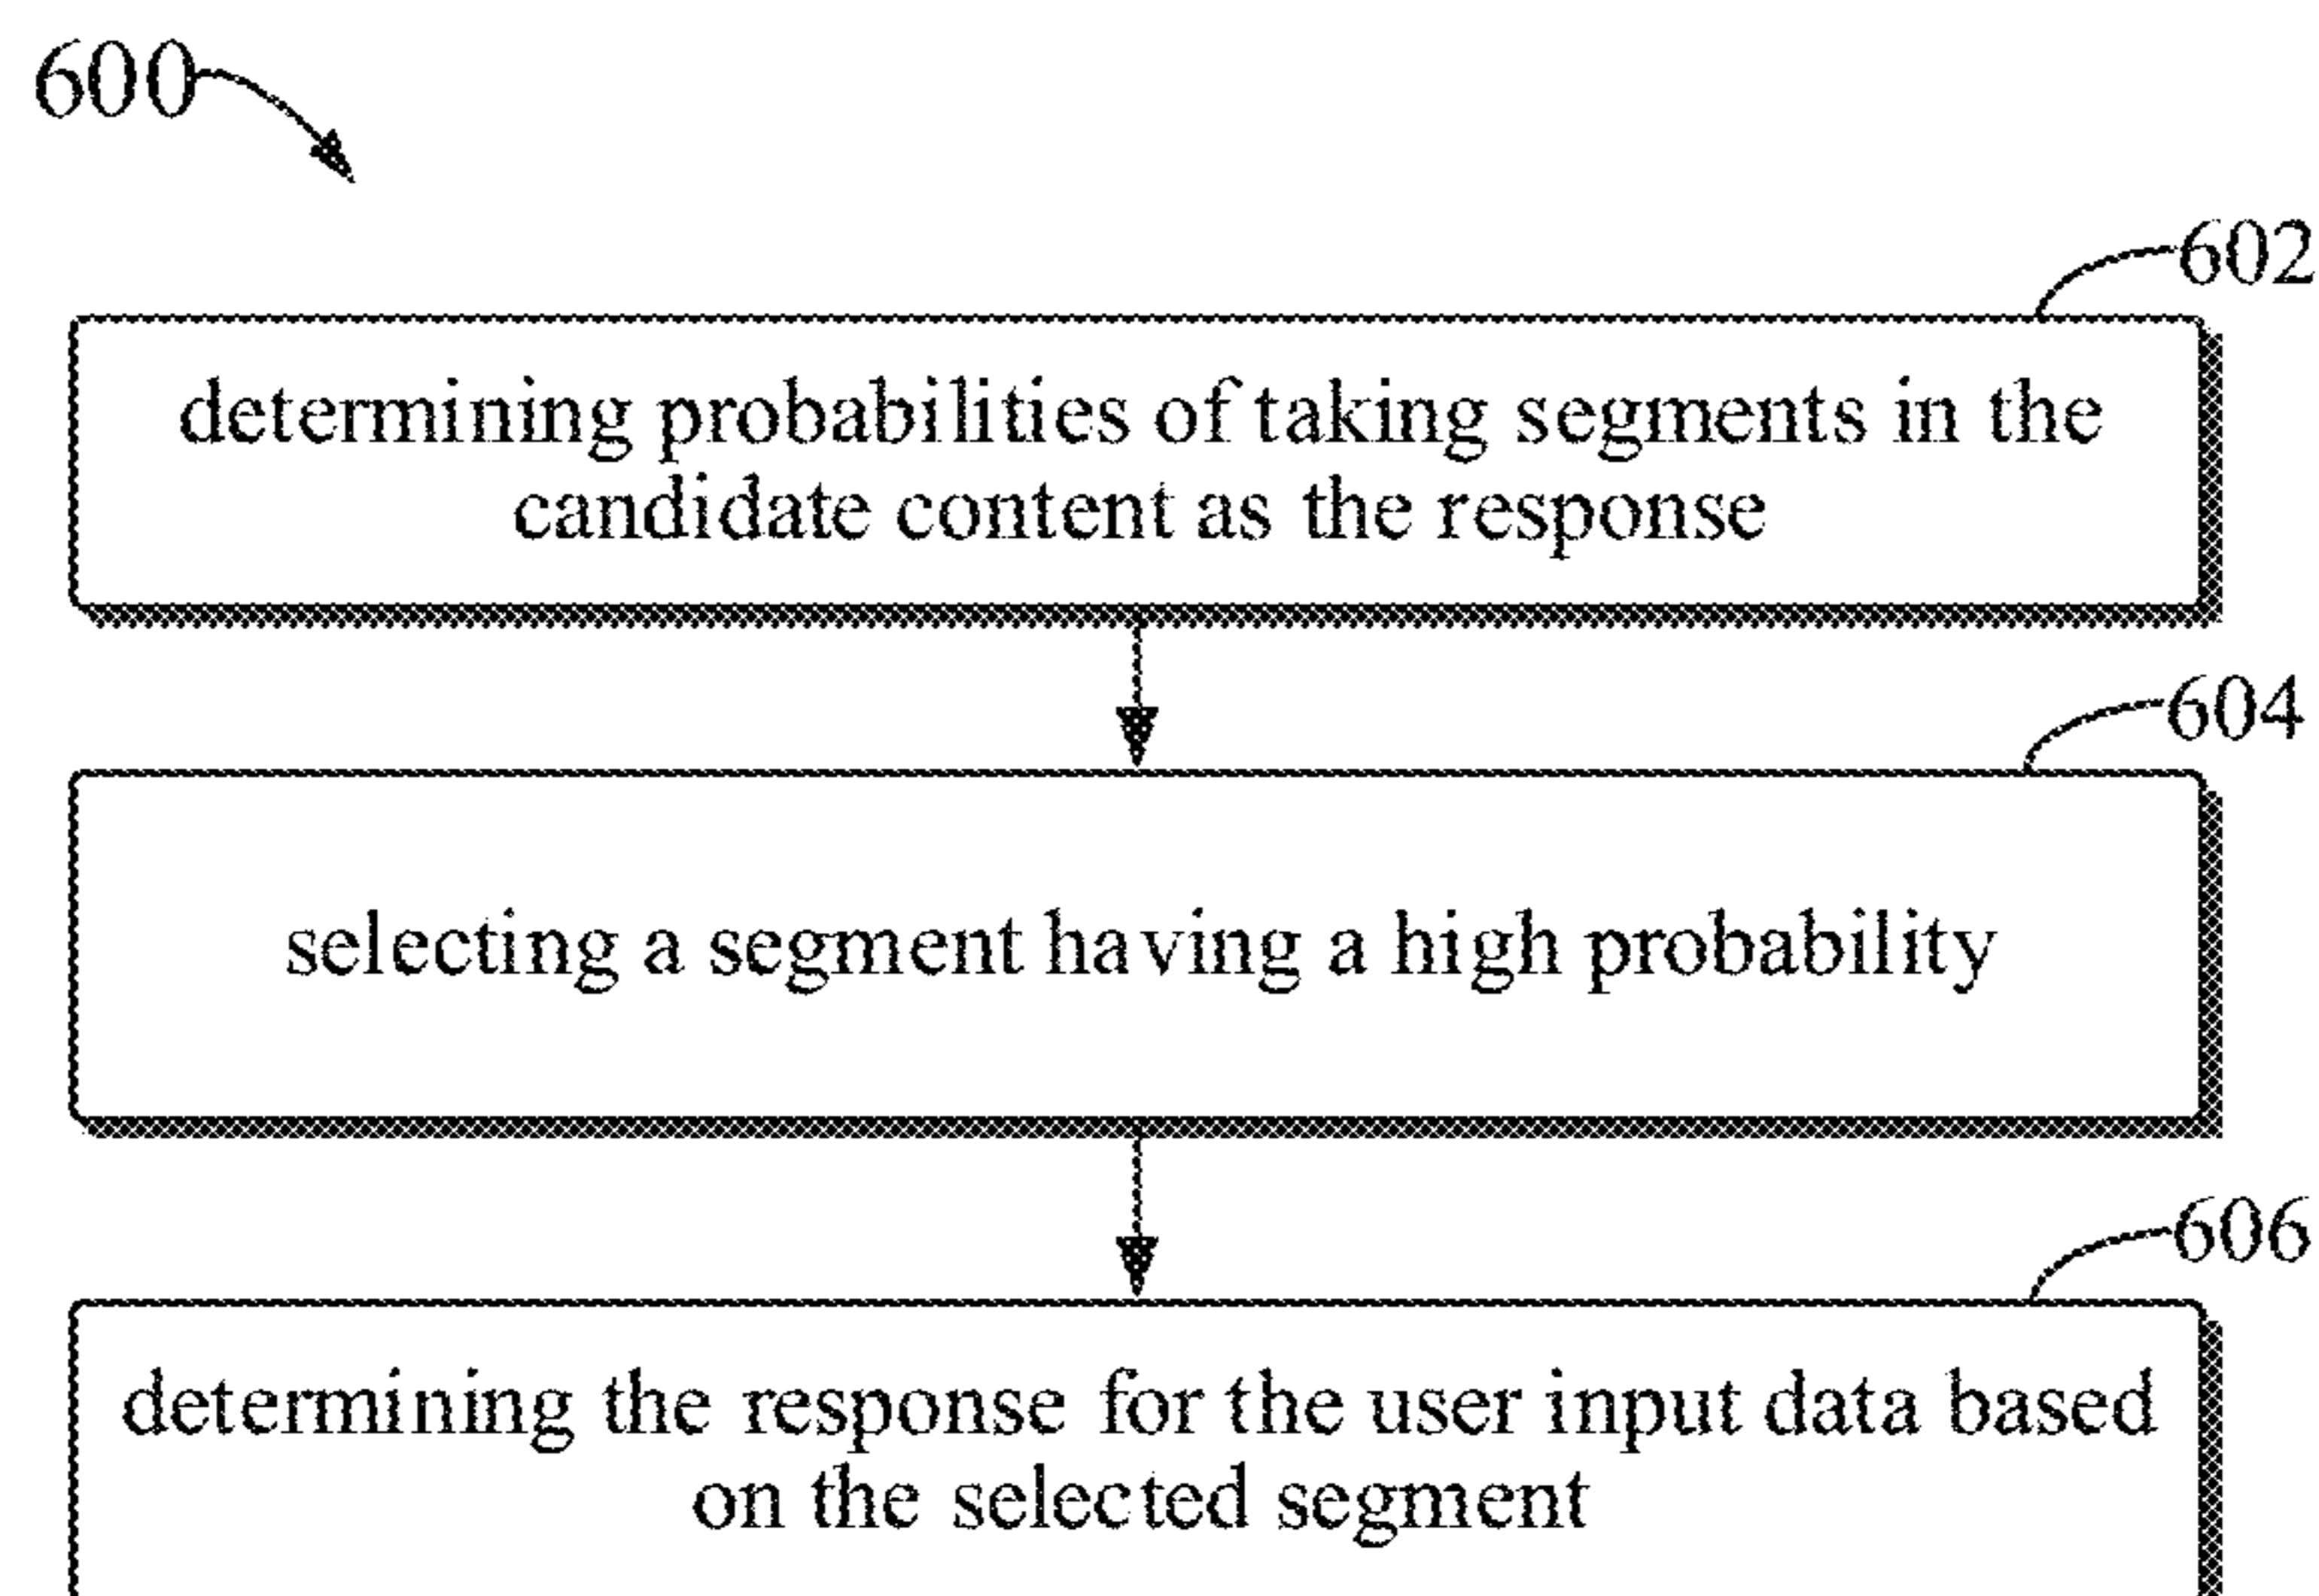 600
602
determining probabilities of taking segments in the
candidate content as the response
604
selecting a segment having a high probability
606
determining the response for the user input data based
on the selected segment